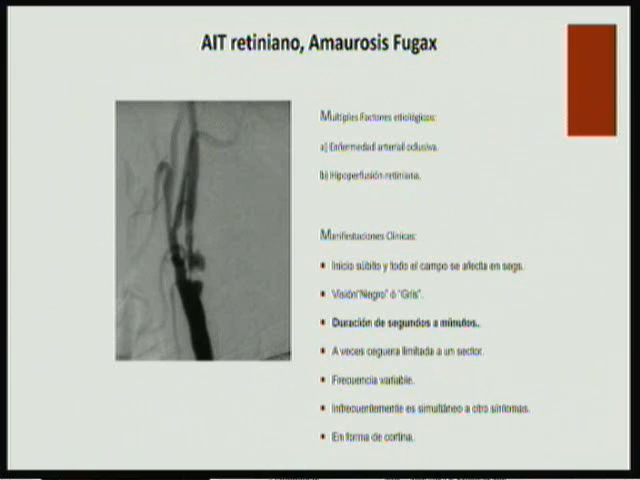 AIT retiniano, Amaurosis Fugax
Multiples Factores etiológicos:
a) Enfermedad arterial oclusiva.
b) Hipoperfusión retiniana.
Manifestaciones Clínicas:
• Inicio súbito y todo el campo se afecta en segs.
• Visión "Negro" ó "Gris".
• Duración de segundos a minutos.
• A veces ceguera limitada a un sector.
• Frecuencia variable.
• Infrecuentemente es simultáneo a otro síntomas.
• En forma de cortina.